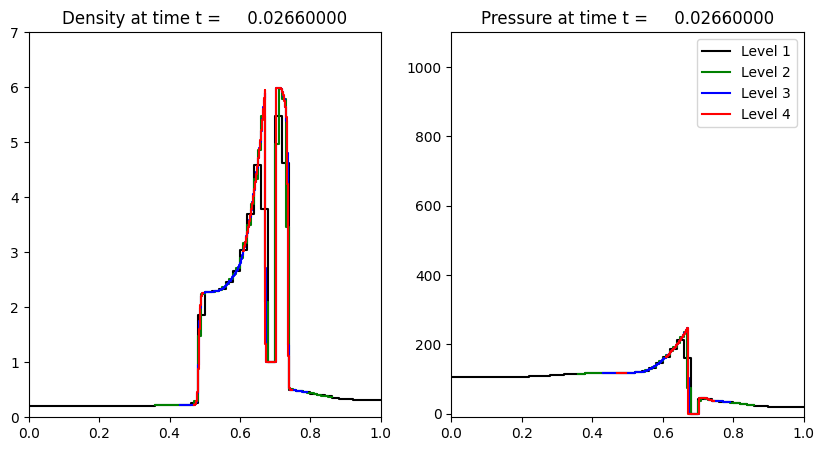 Density at time t = 0.02660000
7
6
5
4
3
2
1
0
0.0 0.2 0.4 0.6 0.8 1.0
Pressure at time t = 0.02660000
1000
800
600
400
200
0
0.0 0.2 0.4 0.6 0.8 1.0
Level 1
Level 2
Level 3
Level 4